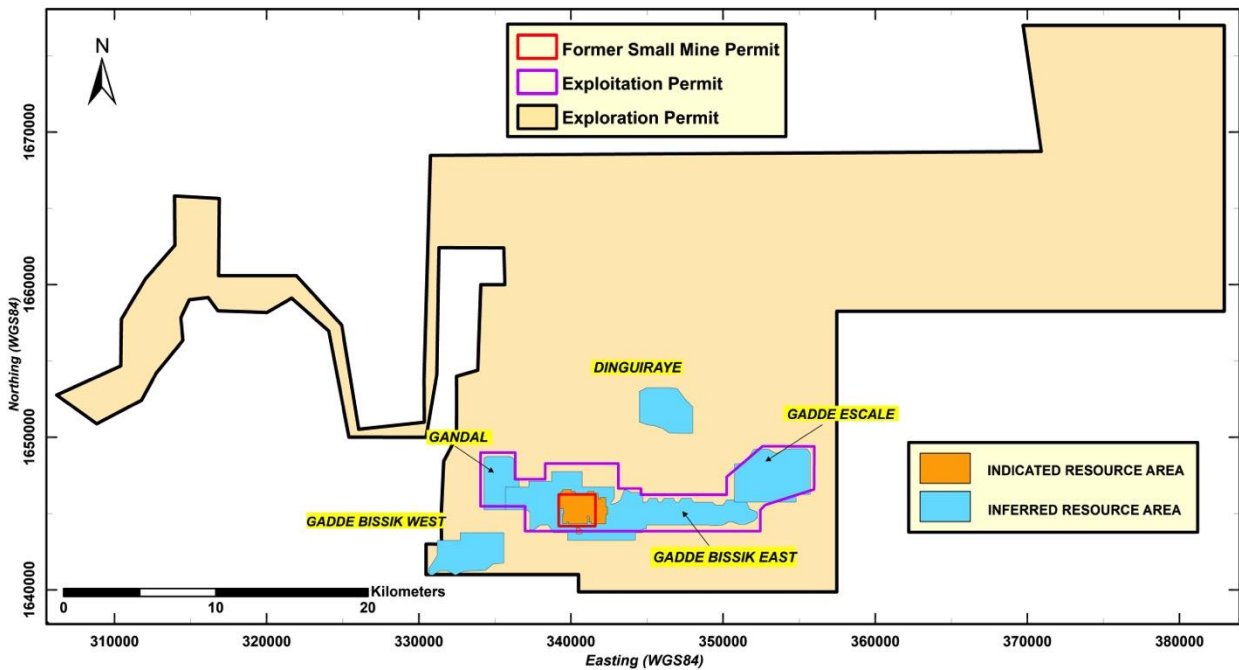 N
Former Small Mine Permit
Exploitation Permit
Exploration Permit
1670000
1660000
1650000
1640000
Northing (WGS84)
DINGUIRAYE
GADDE ESCALE
GANDAL
GADDE BISSIK WEST
GADDE BISSIK EAST
INDICATED RESOURCE AREA
INFERRED RESOURCE AREA
Kilometers
0 10 20
310000 320000 330000 340000 350000 360000 370000 380000
Easting (WGS84)